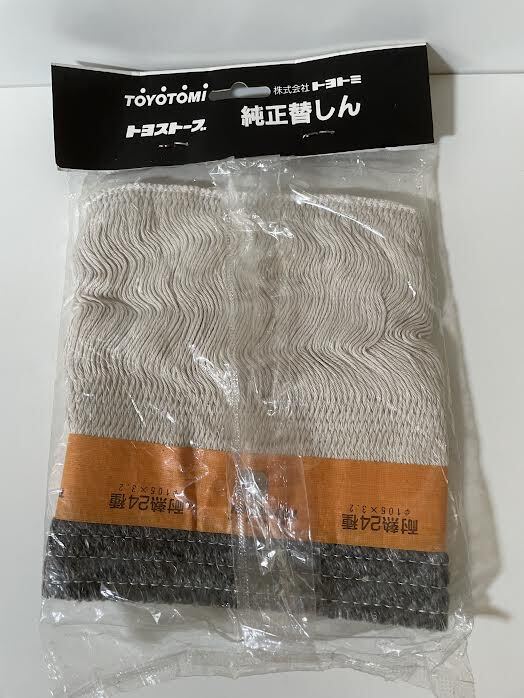 TOYOTOMI
株式会社 トヨトミ
トヨストーブ
純正替しん
耐熱24種
φ105×3.2
耐熱24種
φ105×3.2